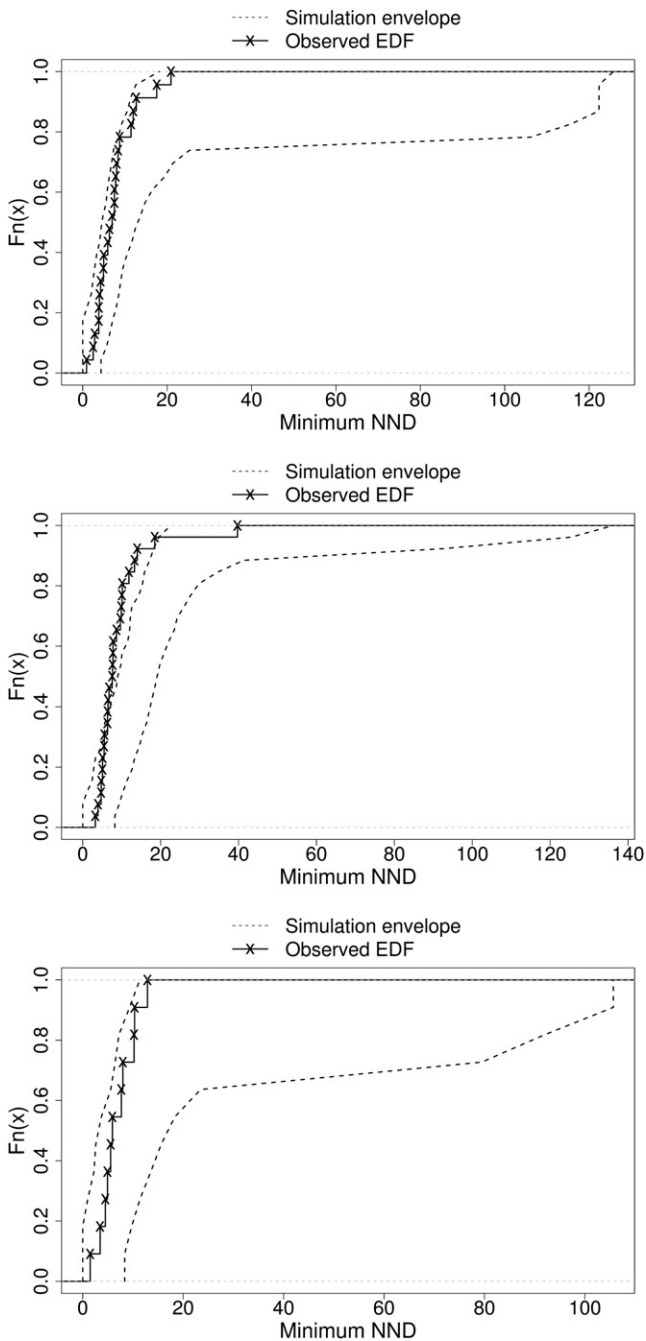 Simulation envelope
Observed EDF
Fn(x)
0.0 0.2 0.4 0.6 0.8 1.0
0 20 40 60 80 100 120
Minimum NND
Simulation envelope
Observed EDF
Fn(x)
0.0 0.2 0.4 0.6 0.8 1.0
0 20 40 60 80 100 120 140
Minimum NND
Simulation envelope
Observed EDF
Fn(x)
0.0 0.2 0.4 0.6 0.8 1.0
0 20 40 60 80 100
Minimum NND